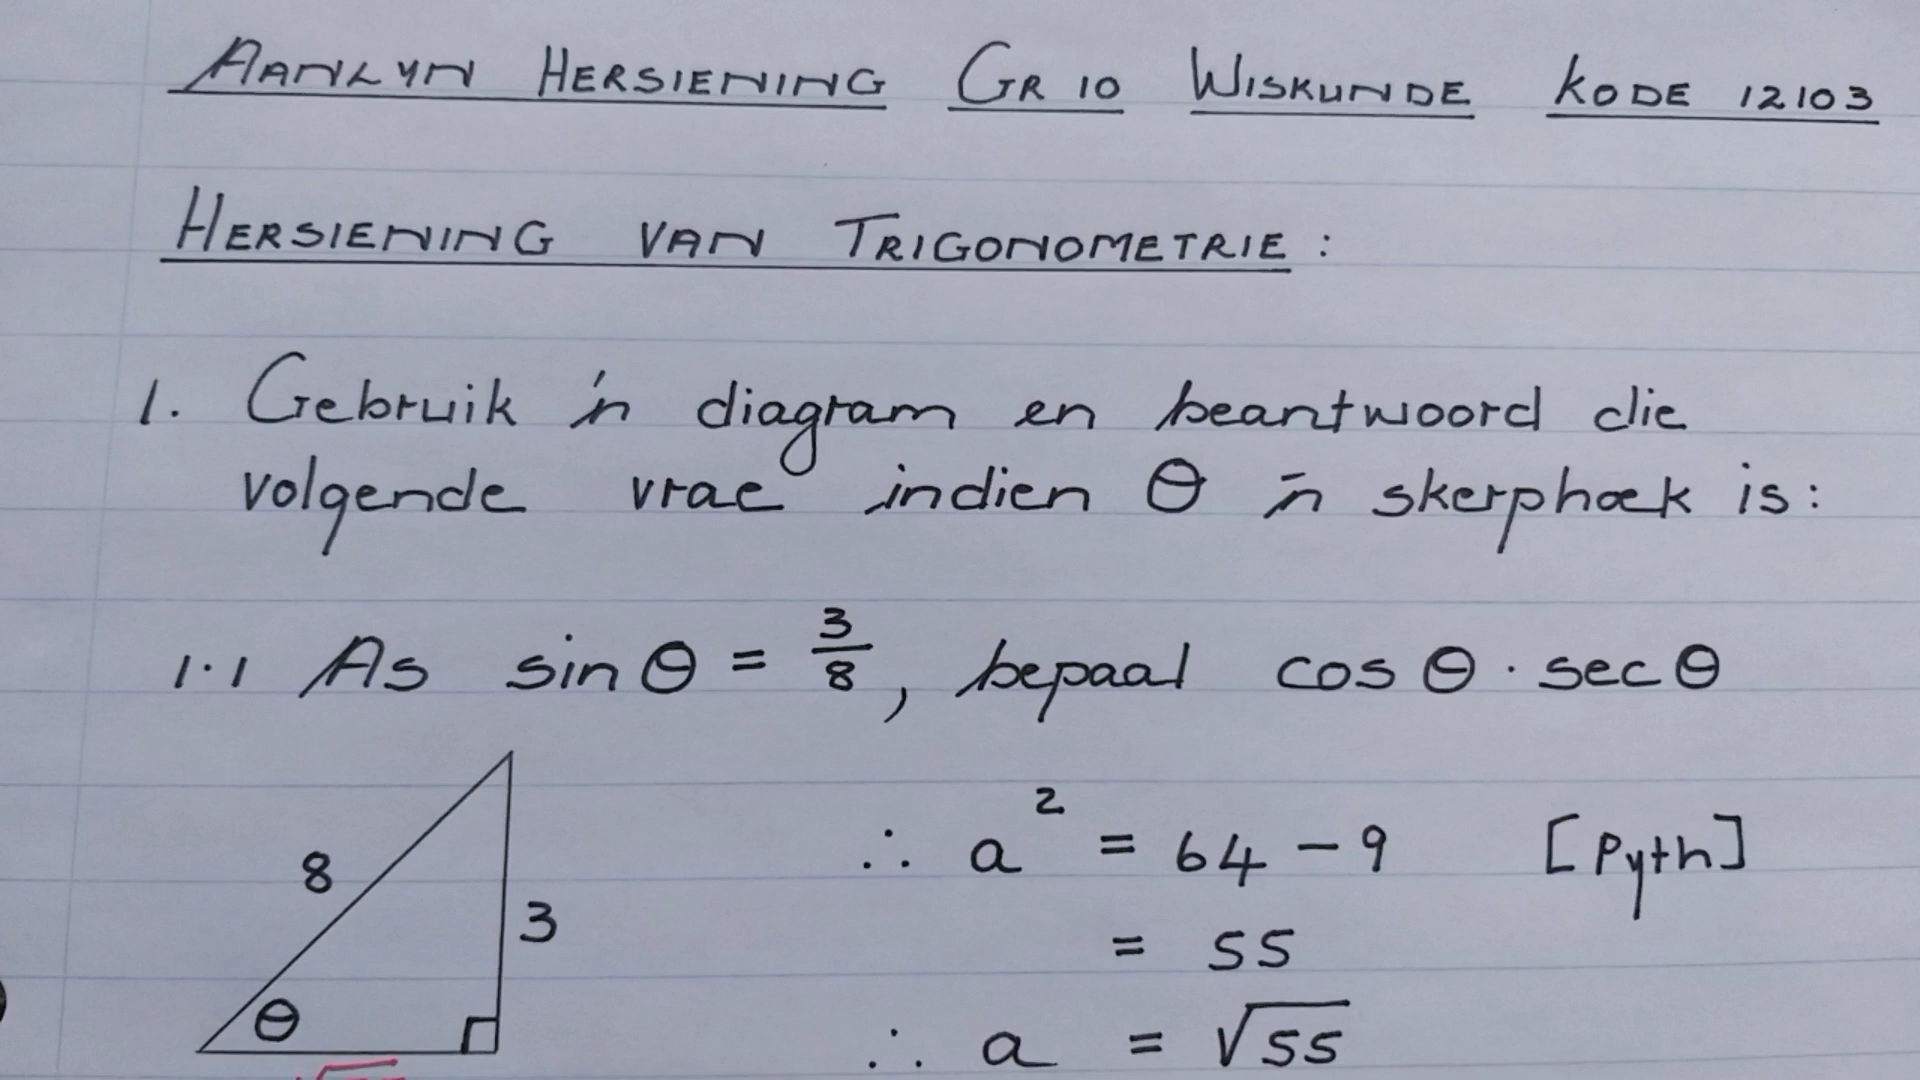 AANLYN HERSIENING GR 10 WISKUNDE KODE 12103
HERSIENING VAN TRIGONOMETRIE:
1. Gebruik 'n diagram en beantwoord die
volgende vrae indien θ 'n skerphoek is:
1.1 As sin θ = 3/8, bepaal cos θ · sec θ
8
3
θ
∴ a² = 64 - 9 [Pyth]
= 55
∴ a = √55